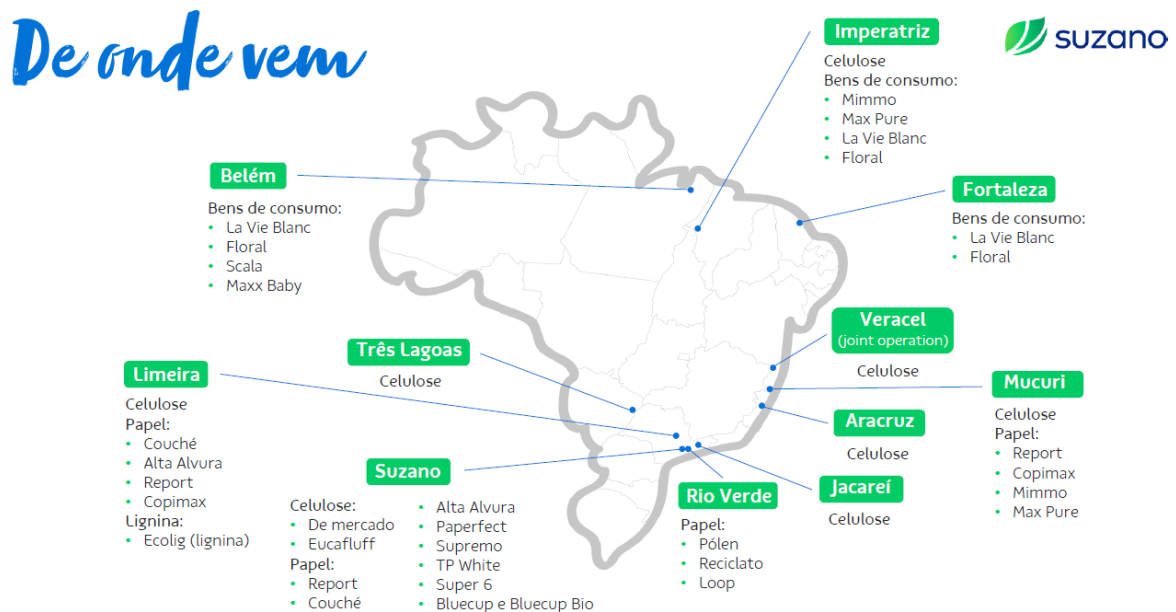 De onde vem
suzano
Imperatriz
Celulose
Bens de consumo:
• Mimmo
• Max Pure
• La Vie Blanc
• Floral
Belém
Bens de consumo:
• La Vie Blanc
• Floral
• Scala
• Maxx Baby
Fortaleza
Bens de consumo:
• La Vie Blanc
• Floral
Veracel
(joint operation)
Celulose
Três Lagoas
Celulose
Limeira
Celulose
Papel:
• Couché
• Alta Alvura
• Report
• Copimax
Lignina:
• Ecolig (lignina)
Mucuri
Celulose
Papel:
• Report
• Copimax
• Mimmo
• Max Pure
Aracruz
Celulose
Suzano
Celulose:
• De mercado
• Eucafluff
Papel:
• Report
• Couché
• Alta Alvura
• Paperfect
• Supremo
• TP White
• Super 6
• Bluecup e Bluecup Bio
Rio Verde
Papel:
• Pólen
• Reciclato
• Loop
Jacareí
Celulose